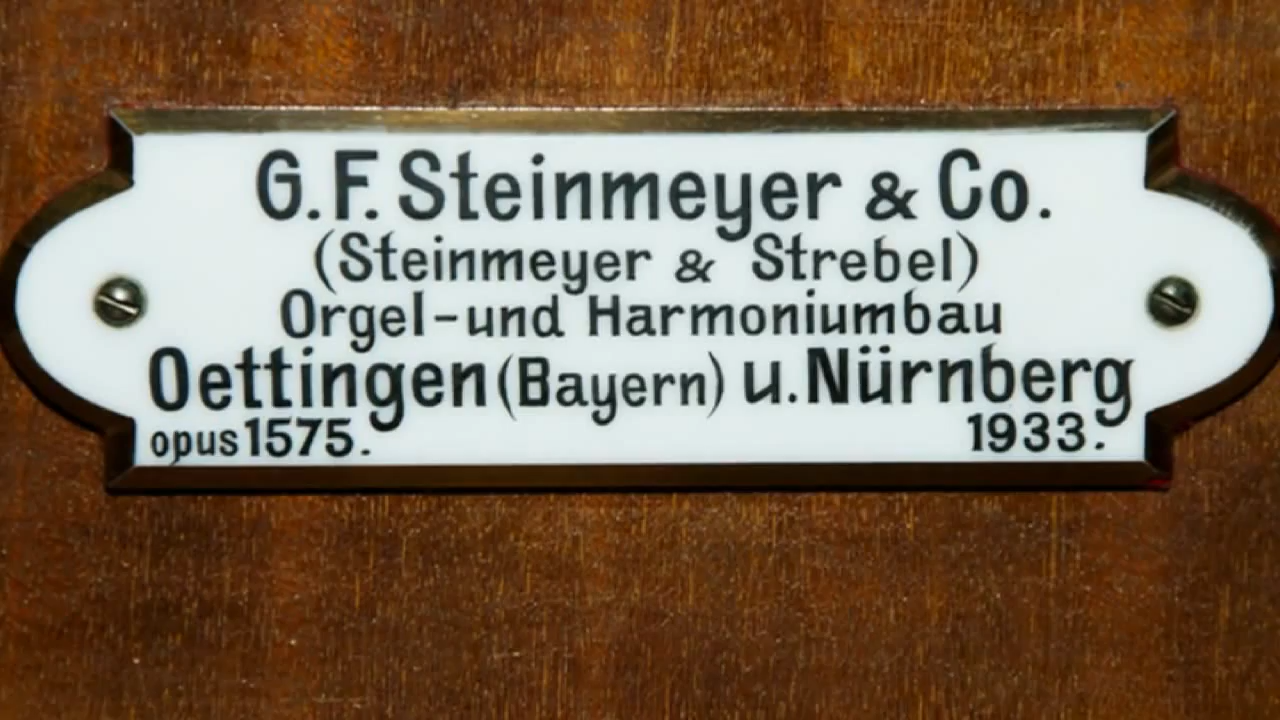 G.F. Steinmeyer & Co.
(Steinmeyer & Strebel)
Orgel-und Harmoniumbau
Oettingen (Bayern) u. Nürnberg
opus 1575. 1933.